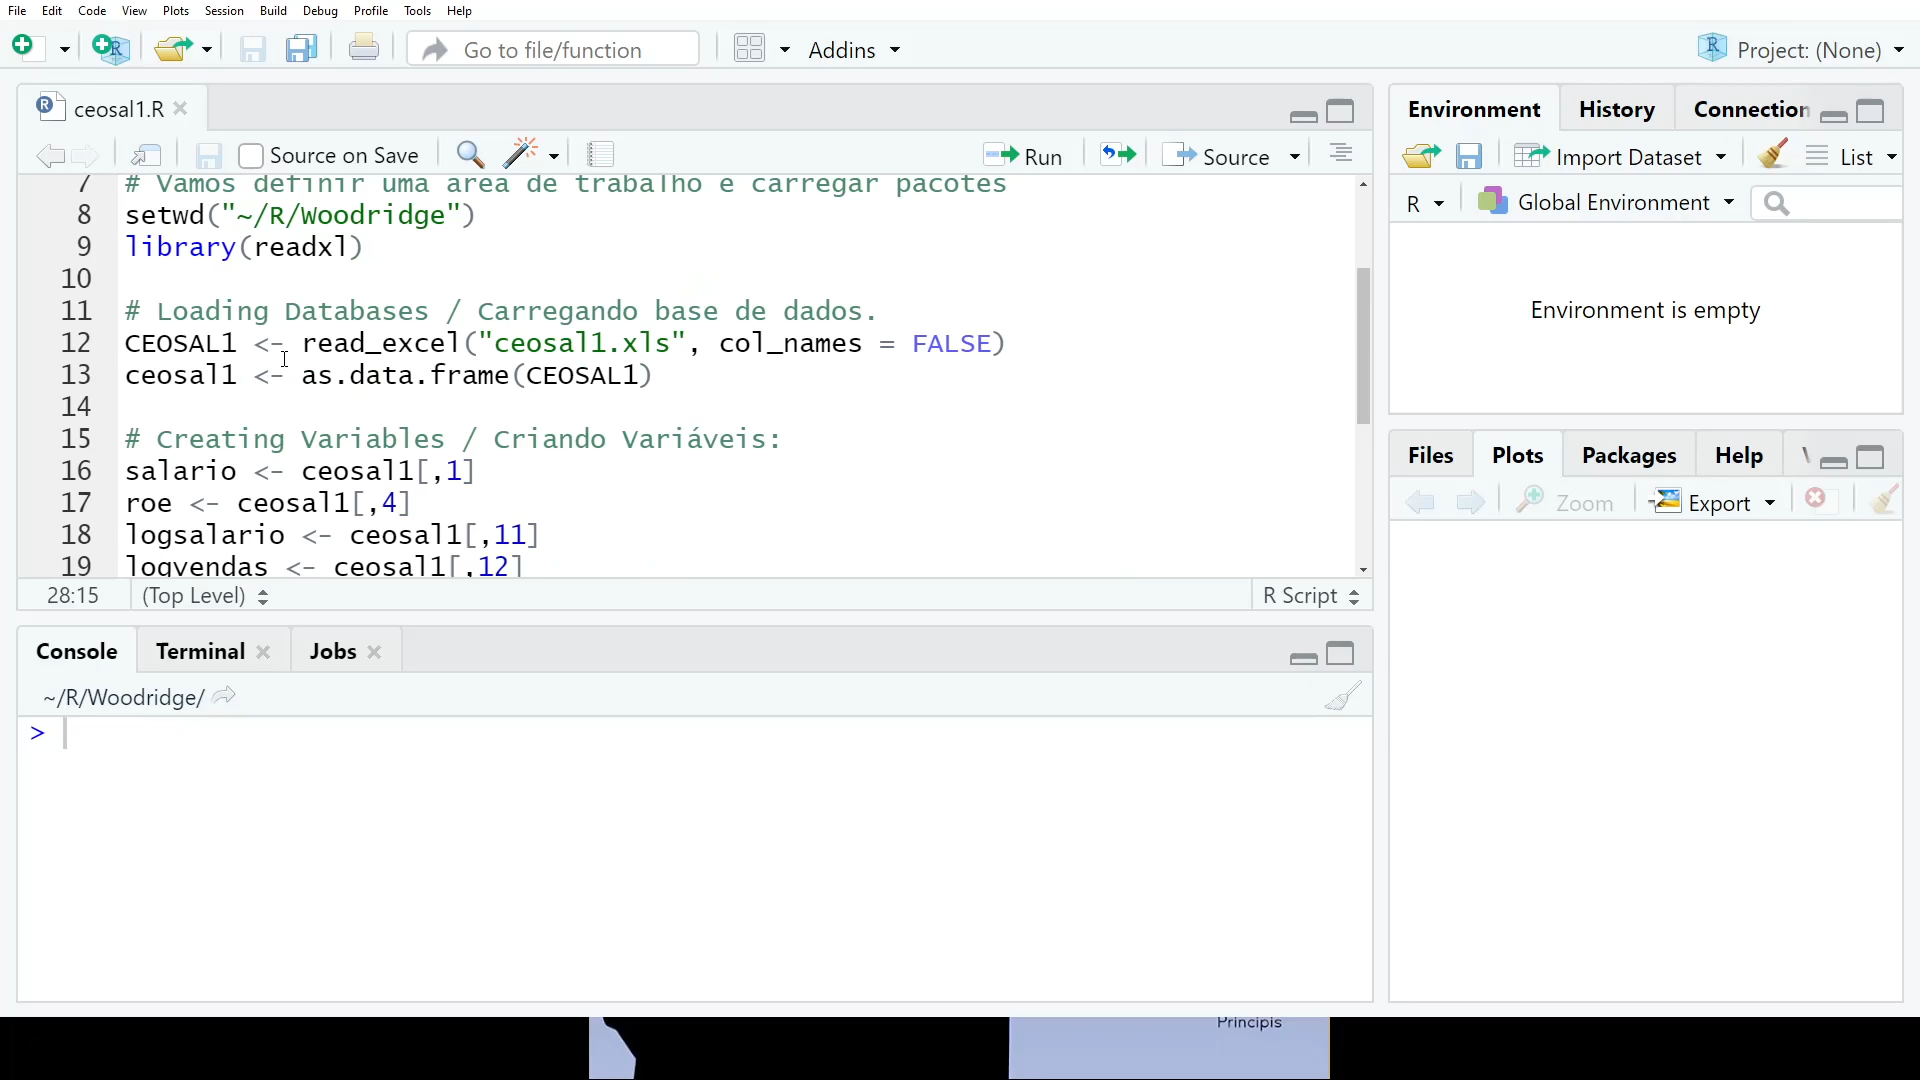 File Edit Code View Plots Session Build Debug Profile Tools Help
Go to file/function Addins Project: (None)
ceosal1.R
Source on Save Run Source
7 # Vamos definir uma area de trabalho e carregar pacotes
8 setwd("~/R/Woodridge")
9 library(readxl)
10
11 # Loading Databases / Carregando base de dados.
12 CEOSAL1 <- read_excel("ceosal1.xls", col_names = FALSE)
13 ceosal1 <- as.data.frame(CEOSAL1)
14
15 # Creating Variables / Criando Variáveis:
16 salario <- ceosal1[,1]
17 roe <- ceosal1[,4]
18 logsalario <- ceosal1[,11]
19 logvendas <- ceosal1[,12]
28:15 (Top Level) R Script
Console Terminal Jobs
~/R/Woodridge/
>
Environment History Connection
Import Dataset List
R Global Environment
Environment is empty
Files Plots Packages Help
Zoom Export
Principis